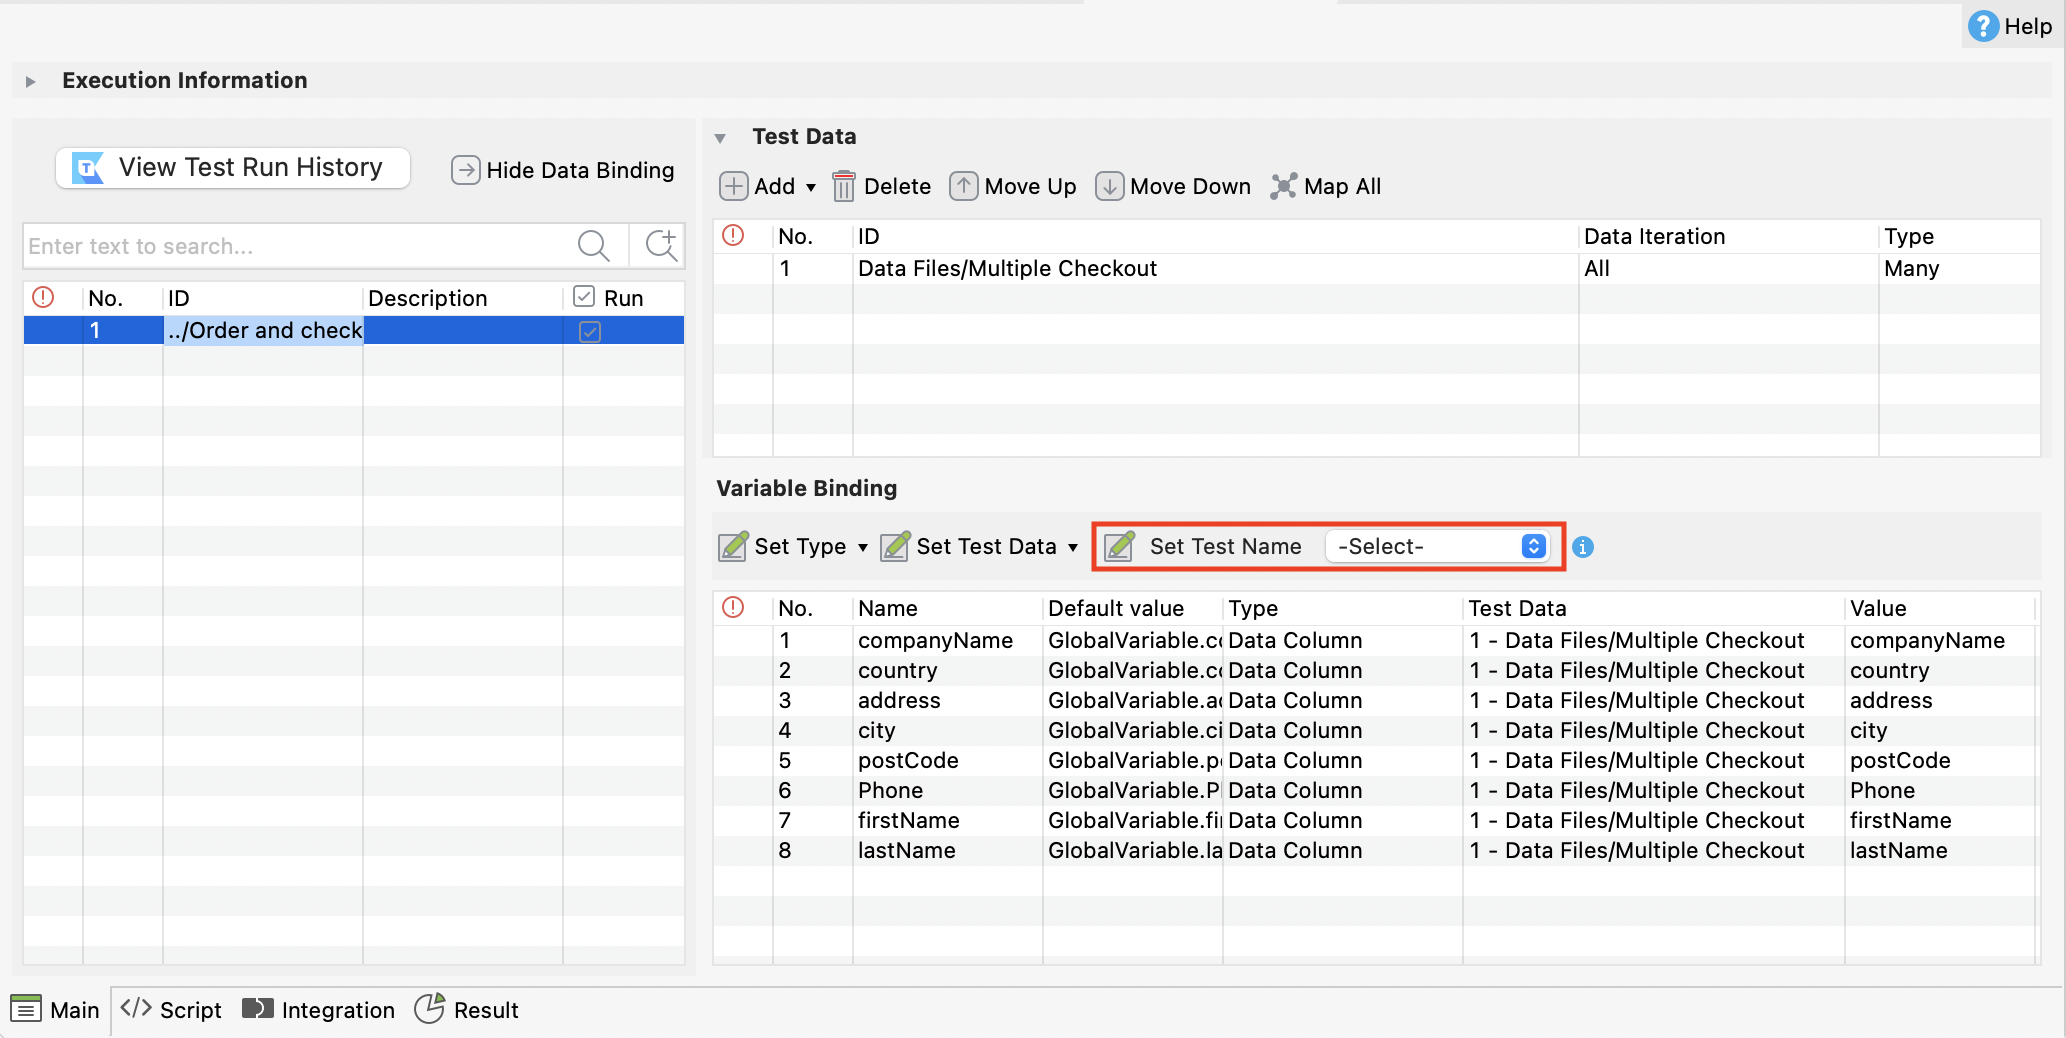 Help
Execution Information
View Test Run History
Hide Data Binding
Enter text to search...
No. ID Description Run
1 ../Order and check
Test Data
Add Delete Move Up Move Down Map All
No. ID Data Iteration Type
1 Data Files/Multiple Checkout All Many
Variable Binding
Set Type Set Test Data Set Test Name -Select-
No. Name Default value Type Test Data Value
1 companyName GlobalVariable.co Data Column 1 - Data Files/Multiple Checkout companyName
2 country GlobalVariable.co Data Column 1 - Data Files/Multiple Checkout country
3 address GlobalVariable.ad Data Column 1 - Data Files/Multiple Checkout address
4 city GlobalVariable.ci Data Column 1 - Data Files/Multiple Checkout city
5 postCode GlobalVariable.po Data Column 1 - Data Files/Multiple Checkout postCode
6 Phone GlobalVariable.P Data Column 1 - Data Files/Multiple Checkout Phone
7 firstName GlobalVariable.fi Data Column 1 - Data Files/Multiple Checkout firstName
8 lastName GlobalVariable.la Data Column 1 - Data Files/Multiple Checkout lastName
Main Script Integration Result